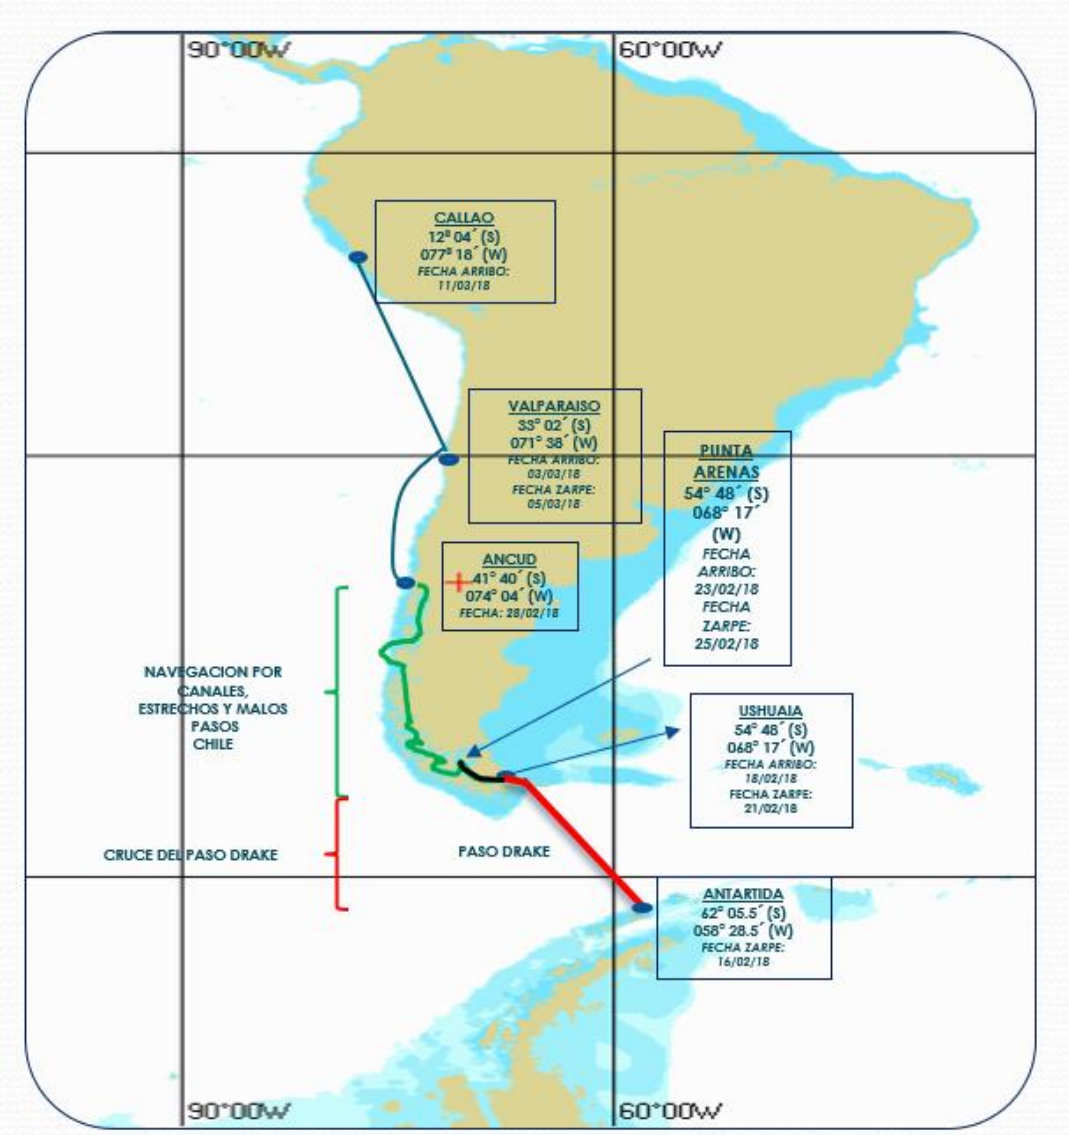 90°00W
60°00W
CALLAO
12º 04´ (S)
077º 18´ (W)
FECHA ARRIBO:
11/03/18
VALPARAISO
33° 02´ (S)
071° 38´ (W)
FECHA ARRIBO:
03/03/18
FECHA ZARPE:
05/03/18
PUNTA
ARENAS
54° 48´ (S)
068° 17´
(W)
FECHA
ARRIBO:
23/02/18
FECHA
ZARPE:
25/02/18
ANCUD
41° 40´ (S)
074° 04´ (W)
FECHA: 28/02/18
NAVEGACION POR
CANALES,
ESTRECHOS Y MALOS
PASOS
CHILE
USHUAIA
54° 48´ (S)
068° 17´ (W)
FECHA ARRIBO:
18/02/18
FECHA ZARPE:
21/02/18
CRUCE DEL PASO DRAKE
PASO DRAKE
ANTARTIDA
62° 05.5´ (S)
058° 28.5´ (W)
FECHA ZARPE:
16/02/18
90°00W
60°00W